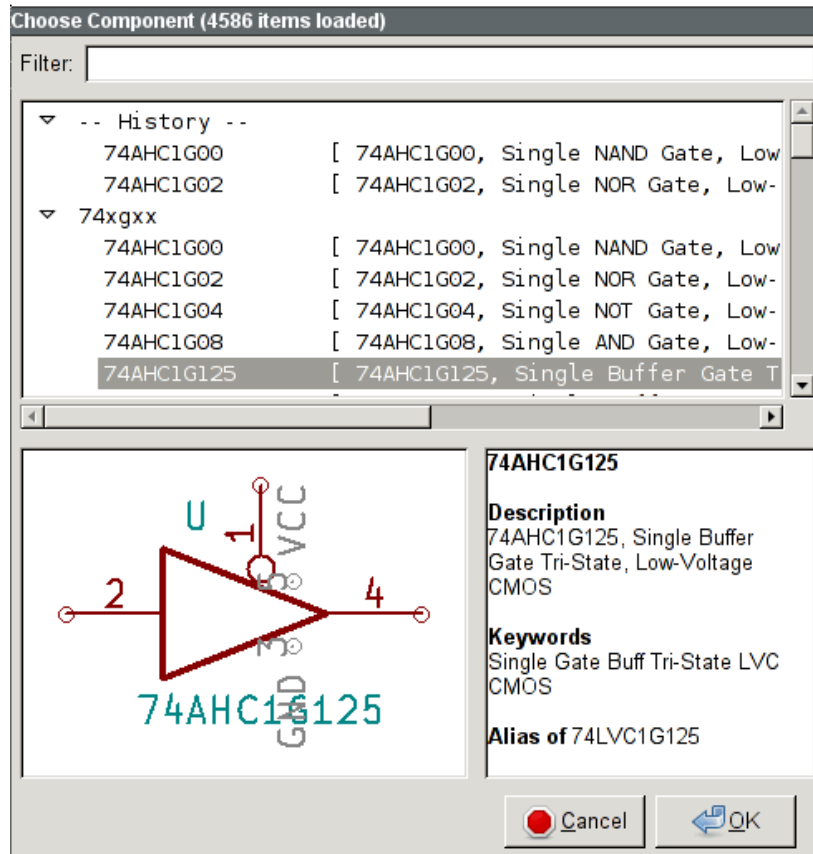 Choose Component (4586 items loaded)
Filter:
-- History --
74AHC1G00 [ 74AHC1G00, Single NAND Gate, Low
74AHC1G02 [ 74AHC1G02, Single NOR Gate, Low-
74xgxx
74AHC1G00 [ 74AHC1G00, Single NAND Gate, Low
74AHC1G02 [ 74AHC1G02, Single NOR Gate, Low-
74AHC1G04 [ 74AHC1G04, Single NOT Gate, Low-
74AHC1G08 [ 74AHC1G08, Single AND Gate, Low-
74AHC1G125 [ 74AHC1G125, Single Buffer Gate T
U
1
VCC
5
2
4
3
GND
74AHC1G125
74AHC1G125
Description
74AHC1G125, Single Buffer
Gate Tri-State, Low-Voltage
CMOS
Keywords
Single Gate Buff Tri-State LVC
CMOS
Alias of 74LVC1G125
Cancel
OK